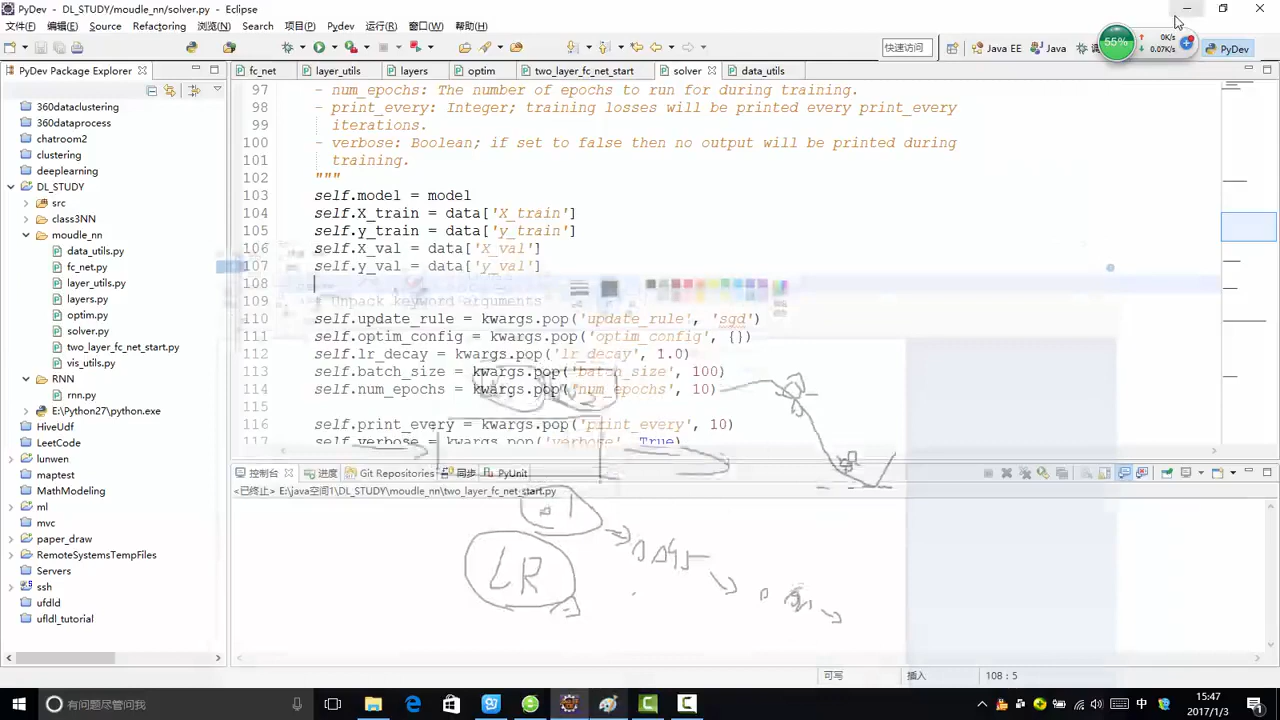 PyDev - DL_STUDY/moudle_nn/solver.py - Eclipse
文件(F) 编辑(E) Source Refactoring 浏览(N) Search 项目(P) Pydev 运行(R) 窗口(W) 帮助(H)
快速访问 Java EE Java PyDev
55% 0K/s
0.07K/s
PyDev Package Explorer
fc_net layer_utils layers optim two_layer_fc_net_start solver data_utils
360dataclustering
360dataprocess
chatroom2
clustering
deeplearning
DL_STUDY
src
class3NN
moudle_nn
data_utils.py
fc_net.py
layer_utils.py
layers.py
optim.py
solver.py
two_layer_fc_net_start.py
vis_utils.py
RNN
rnn.py
E:\Python27\python.exe
HiveUdf
LeetCode
lunwen
maptest
MathModeling
ml
mvc
paper_draw
RemoteSystemsTempFiles
Servers
ssh
ufdld
ufldl_tutorial
97 - num_epochs: The number of epochs to run for during training.
98 - print_every: Integer; training losses will be printed every print_every
99 iterations.
100 - verbose: Boolean; if set to false then no output will be printed during
101 training.
102 """
103 self.model = model
104 self.X_train = data['X_train']
105 self.y_train = data['y_train']
106 self.X_val = data['X_val']
107 self.y_val = data['y_val']
108
109 # Unpack keyword arguments
110 self.update_rule = kwargs.pop('update_rule', 'sgd')
111 self.optim_config = kwargs.pop('optim_config', {})
112 self.lr_decay = kwargs.pop('lr_decay', 1.0)
113 self.batch_size = kwargs.pop('batch_size', 100)
114 self.num_epochs = kwargs.pop('num_epochs', 10)
115
116 self.print_every = kwargs.pop('print_every', 10)
117 self.verbose = kwargs.pop('verbose', True)
控制台 进度 Git Repositories 同步 PyUnit
<已终止> E:\java空间1\DL_STUDY\moudle_nn\two_layer_fc_net_start.py
LR
可写 插入 108 : 5
有问题尽管问我
中
15:47
2017/1/3